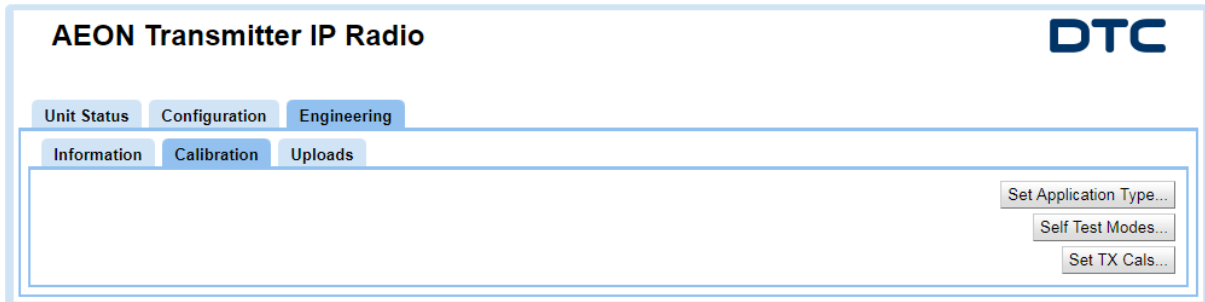 AEON Transmitter IP Radio
DTC
Unit Status Configuration Engineering
Information Calibration Uploads
Set Application Type...
Self Test Modes...
Set TX Cals...